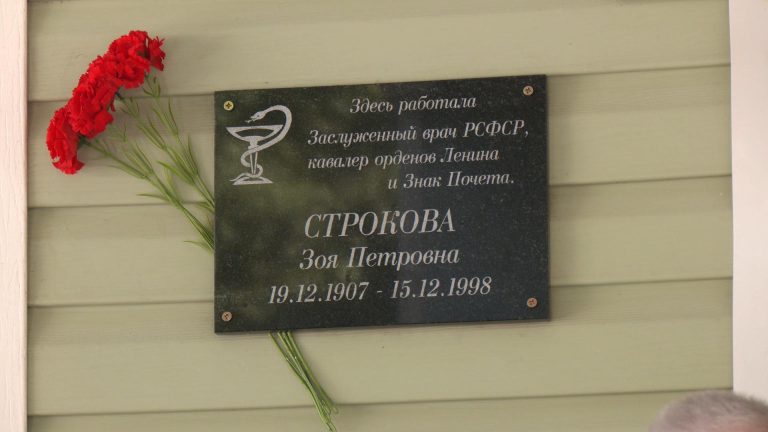 Здесь работала
Заслуженный врач РСФСР,
кавалер орденов Ленина
и Знак Почета.
СТРОКОВА
Зоя Петровна
19.12.1907 - 15.12.1998